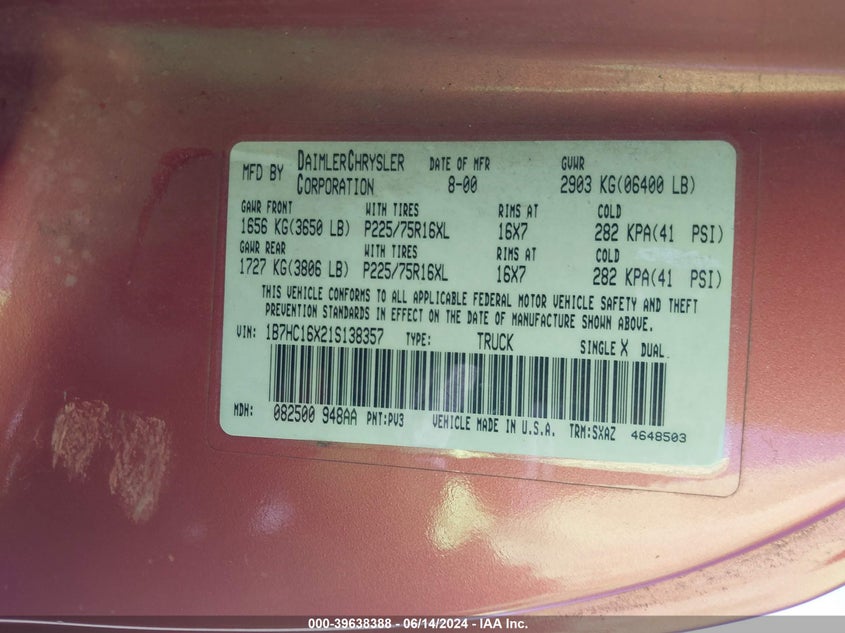 MFD BY DAIMLERCHRYSLER CORPORATION DATE OF MFR 8-00 GVWR 2903 KG(06400 LB)
GAWR FRONT WITH TIRES RIMS AT COLD
1656 KG(3650 LB) P225/75R16XL 16X7 282 KPA(41 PSI)
GAWR REAR WITH TIRES RIMS AT COLD
1727 KG(3806 LB) P225/75R16XL 16X7 282 KPA(41 PSI)
THIS VEHICLE CONFORMS TO ALL APPLICABLE FEDERAL MOTOR VEHICLE SAFETY AND THEFT
PREVENTION STANDARDS IN EFFECT ON THE DATE OF MANUFACTURE SHOWN ABOVE.
VIN: 1B7HC16X21S138357 TYPE: TRUCK SINGLE X DUAL
MDH: 082500 948AA PNT:PV3 VEHICLE MADE IN U.S.A. TRM:SXAZ 4648503
000-39638388 - 06/14/2024 - IAA Inc.